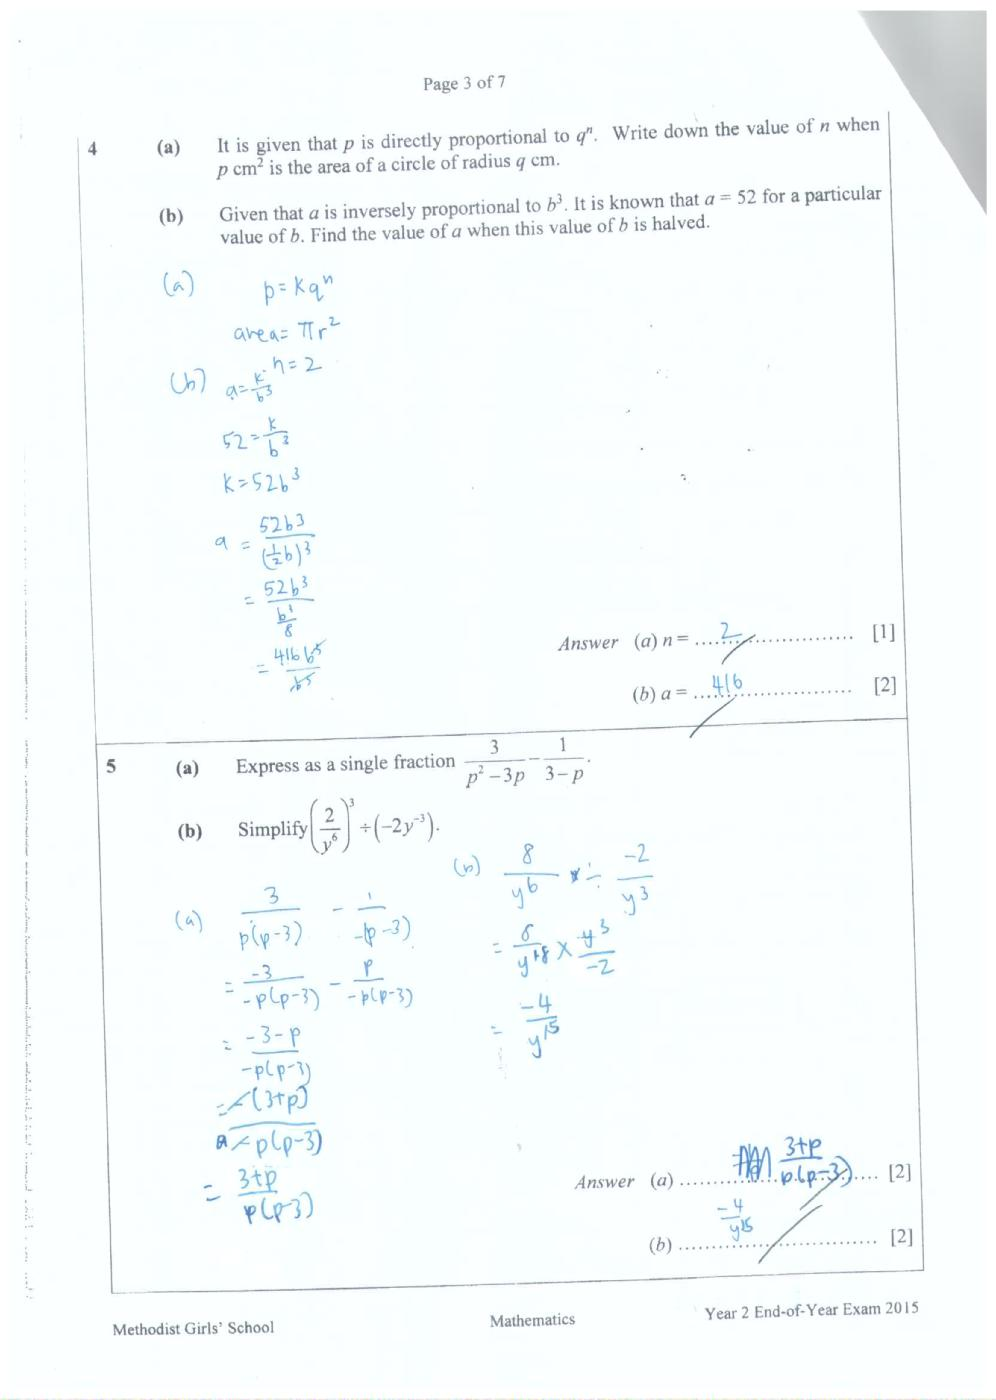 Page 3 of 7
4 (a) It is given that p is directly proportional to qⁿ. Write down the value of n when
p cm² is the area of a circle of radius q cm.
(b) Given that a is inversely proportional to b³. It is known that a = 52 for a particular
value of b. Find the value of a when this value of b is halved.
(a) p = kqⁿ
area = πr²
n = 2
(b) a = k/b³
52 = k/b³
k = 52b³
a = 52b³/(½b)³
= 52b³/(b³/8)
= 416b³/b³
Answer (a) n = ....2.................. [1]
(b) a = ....416.................. [2]
5 (a) Express as a single fraction 3/(p² – 3p) – 1/(3 – p).
(b) Simplify (2/y⁶)³ ÷ (–2y⁻³).
(a) 3/(p(p-3)) - 1/(-(p-3))
= -3/(-p(p-3)) - p/(-p(p-3))
= (-3-p)/(-p(p-3))
= -(3+p)/(-p(p-3))
= (3+p)/(p(p-3))
(b) 8/y⁶ ÷ -2/y³
= 8/y¹⁸ × y³/-2
= -4/y¹⁵
Answer (a) .......... (3+p)/(p(p-3)) .... [2]
(b) .... -4/y¹⁵ .................. [2]
Methodist Girls' School Mathematics Year 2 End-of-Year Exam 2015